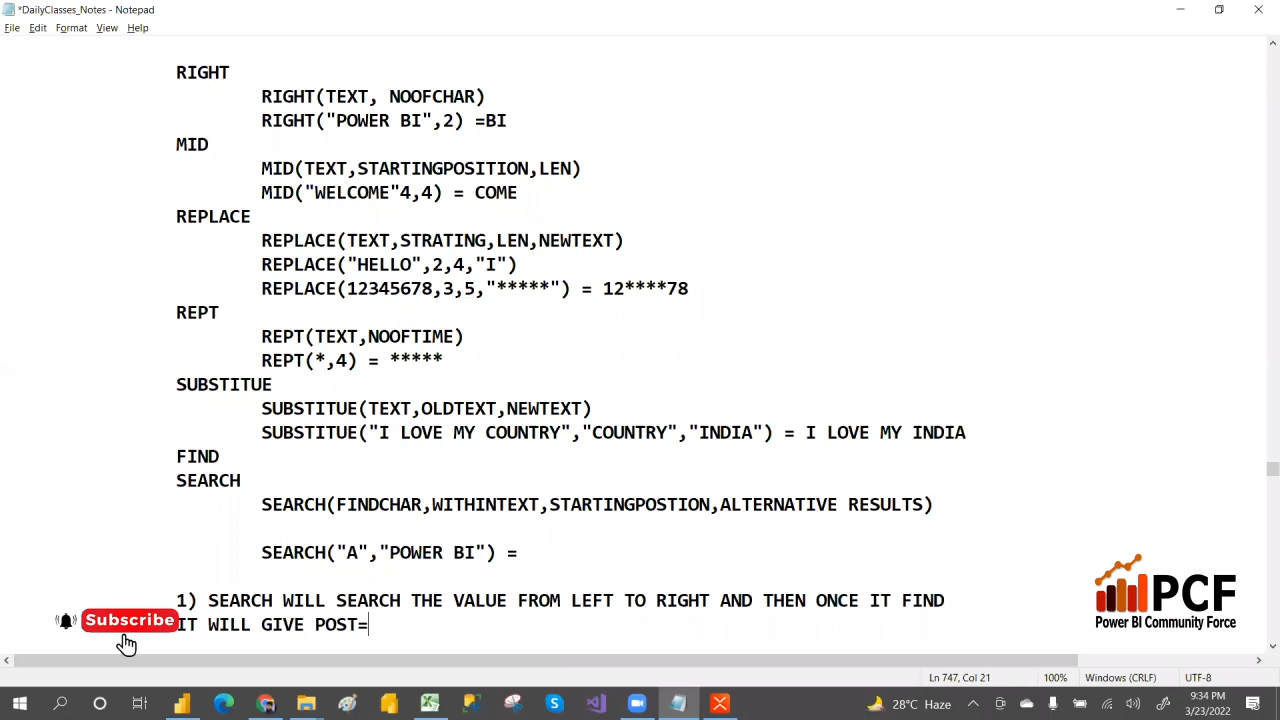 *DailyClasses_Notes - Notepad
File Edit Format View Help
RIGHT
RIGHT(TEXT, NOOFCHAR)
RIGHT("POWER BI",2) =BI
MID
MID(TEXT,STARTINGPOSITION,LEN)
MID("WELCOME"4,4) = COME
REPLACE
REPLACE(TEXT,STRATING,LEN,NEWTEXT)
REPLACE("HELLO",2,4,"I")
REPLACE(12345678,3,5,"*****") = 12****78
REPT
REPT(TEXT,NOOFTIME)
REPT(*,4) = *****
SUBSTITUE
SUBSTITUE(TEXT,OLDTEXT,NEWTEXT)
SUBSTITUE("I LOVE MY COUNTRY","COUNTRY","INDIA") = I LOVE MY INDIA
FIND
SEARCH
SEARCH(FINDCHAR,WITHINTEXT,STARTINGPOSTION,ALTERNATIVE RESULTS)
SEARCH("A","POWER BI") =
1) SEARCH WILL SEARCH THE VALUE FROM LEFT TO RIGHT AND THEN ONCE IT FIND
IT WILL GIVE POST=
Subscribe
PCF
Power BI Community Force
Ln 747, Col 21 100% Windows (CRLF) UTF-8
28°C Haze
9:34 PM
3/23/2022